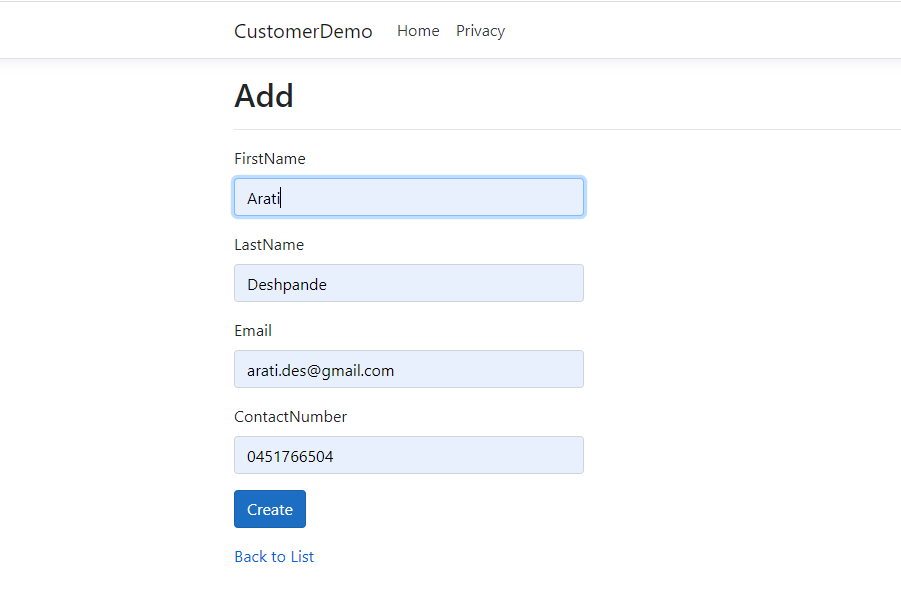 CustomerDemo Home Privacy
Add
FirstName
Arati
LastName
Deshpande
Email
arati.des@gmail.com
ContactNumber
0451766504
Create
Back to List